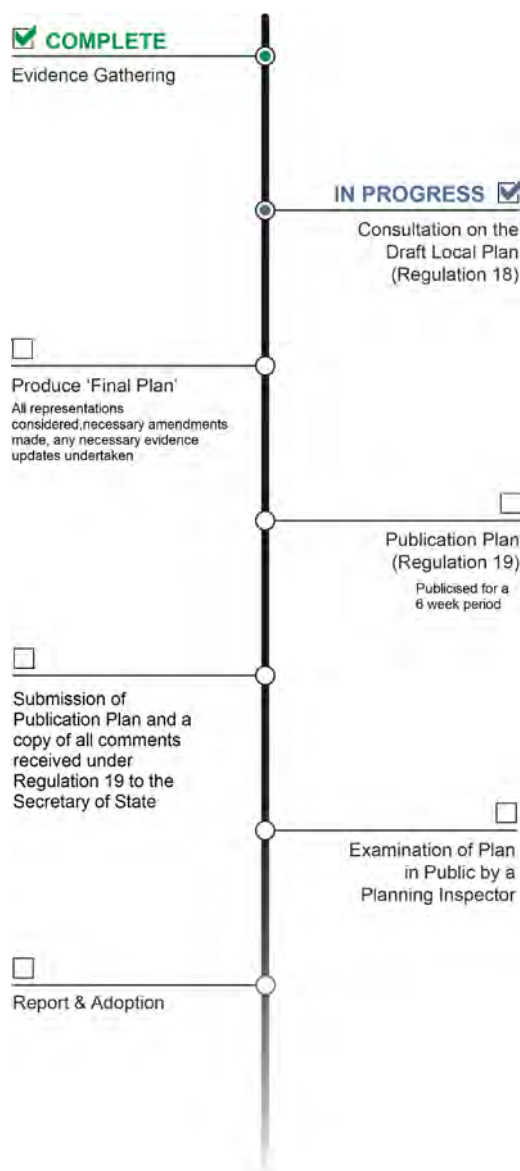 COMPLETE
Evidence Gathering
IN PROGRESS
Consultation on the
Draft Local Plan
(Regulation 18)
Produce 'Final Plan'
All representations
considered,necessary amendments
made, any necessary evidence
updates undertaken
Publication Plan
(Regulation 19)
Publicised for a
6 week period
Submission of
Publication Plan and a
copy of all comments
received under
Regulation 19 to the
Secretary of State
Examination of Plan
in Public by a
Planning Inspector
Report & Adoption